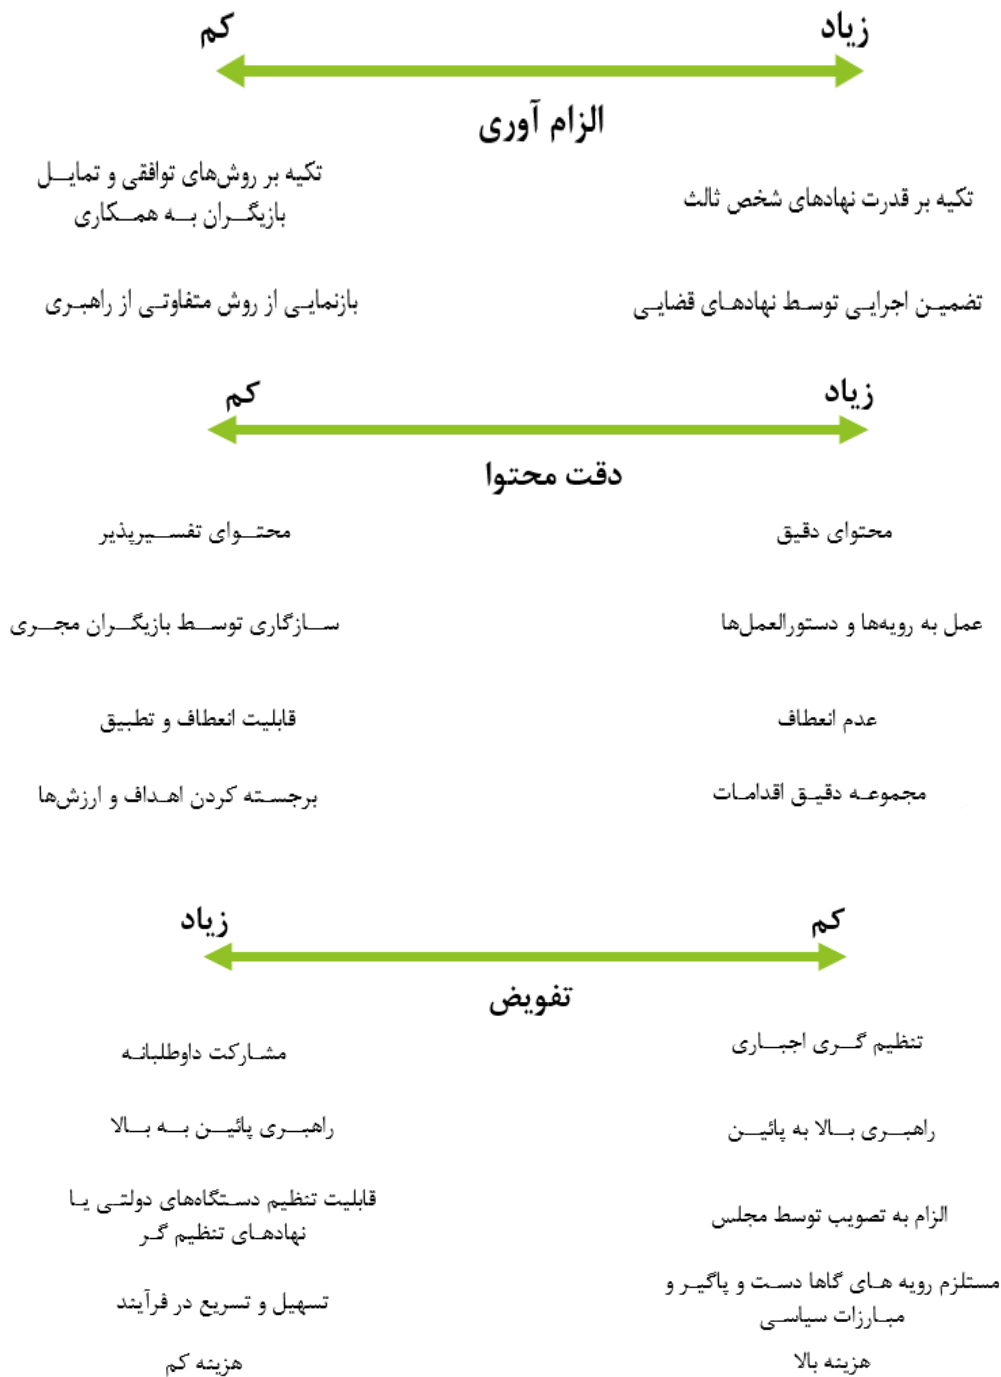 زیاد
کم
الزام آوری
تکیه بر قدرت نهادهای شخص ثالث
تکیه بر روش‌های توافقی و تمایل
بازیگران به همکاری
تضمین اجرایی توسط نهادهای قضایی
بازنمایی از روش متفاوتی از راهبری
زیاد
کم
دقت محتوا
محتوای دقیق
محتوای تفسیرپذیر
عمل به رویه‌ها و دستورالعمل‌ها
سازگاری توسط بازیگران مجری
عدم انعطاف
قابلیت انعطاف و تطبیق
مجموعه دقیق اقدامات
برجسته کردن اهداف و ارزش‌ها
کم
زیاد
تفویض
تنظیم گری اجباری
مشارکت داوطلبانه
راهبری بالا به پائین
راهبری پائین به بالا
الزام به تصویب توسط مجلس
قابلیت تنظیم دستگاه‌های دولتی یا
نهادهای تنظیم گر
مستلزم رویه های گاها دست و پاگیر و
مبارزات سیاسی
تسهیل و تسریع در فرآیند
هزینه بالا
هزینه کم